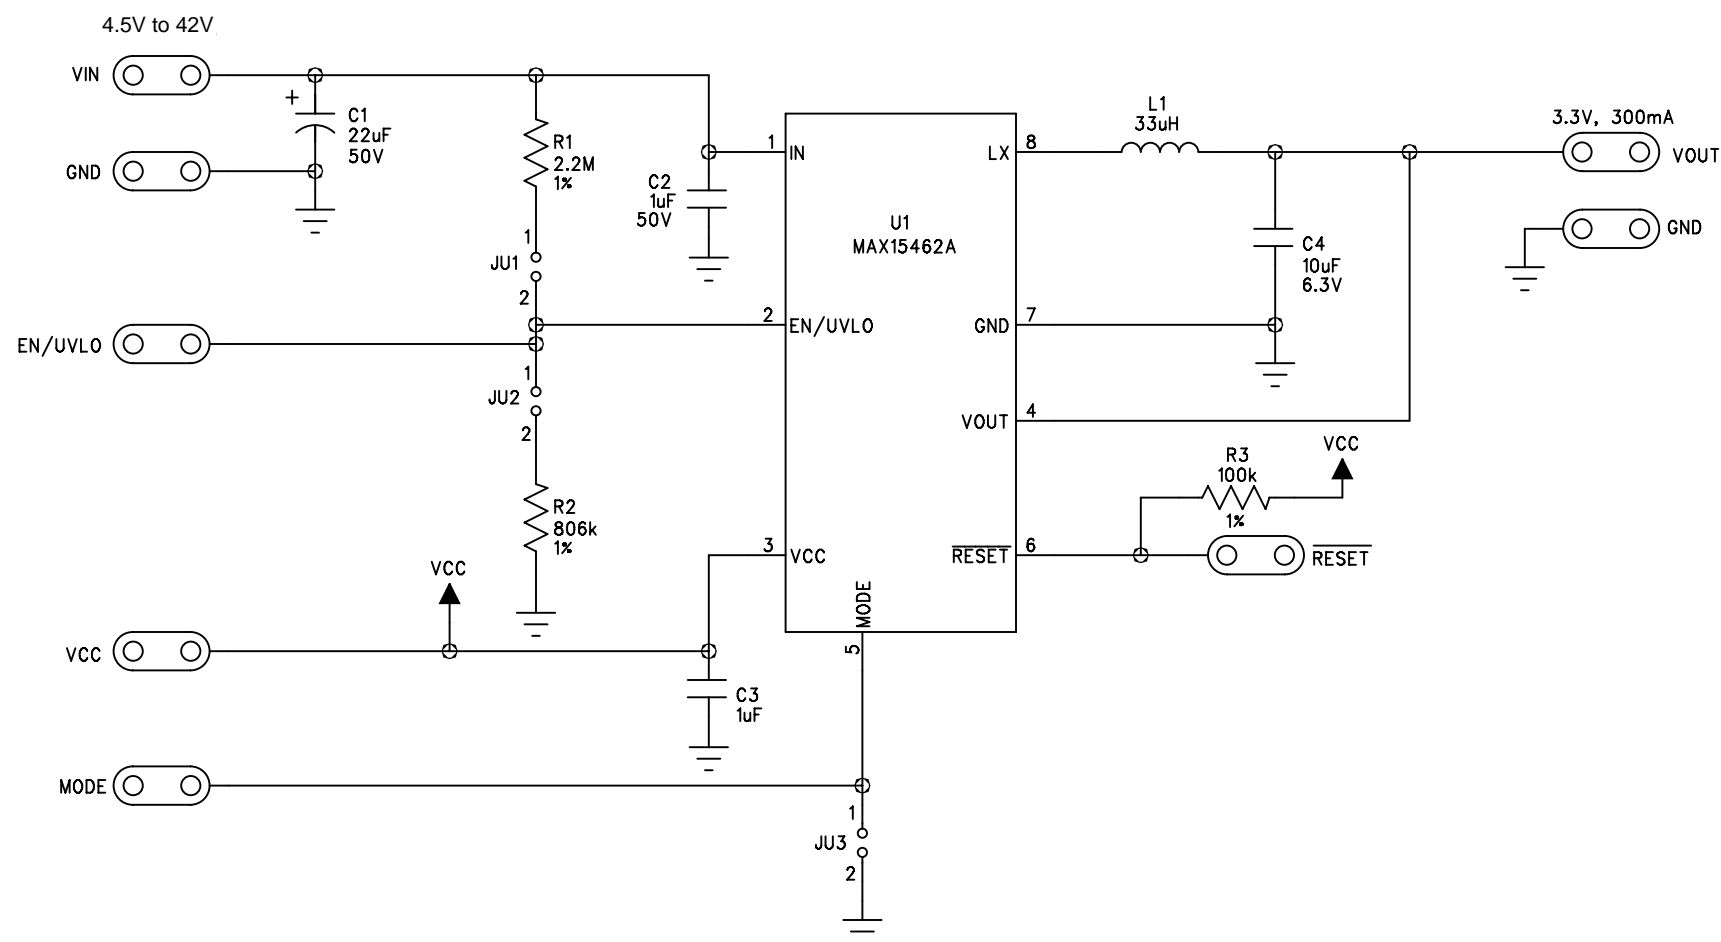 4.5V to 42V
VIN
+
C1
22uF
50V
GND
R1
2.2M
1%
1
JU1
2
C2
1uF
50V
1
IN
U1
MAX15462A
LX
8
L1
33uH
3.3V, 300mA
VOUT
GND
C4
10uF
6.3V
EN/UVLO
2
EN/UVLO
GND
7
1
JU2
2
VOUT
4
R2
806k
1%
VCC
R3
100k
1%
3
VCC
RESET
6
RESET
VCC
MODE
5
VCC
C3
1uF
MODE
1
JU3
2